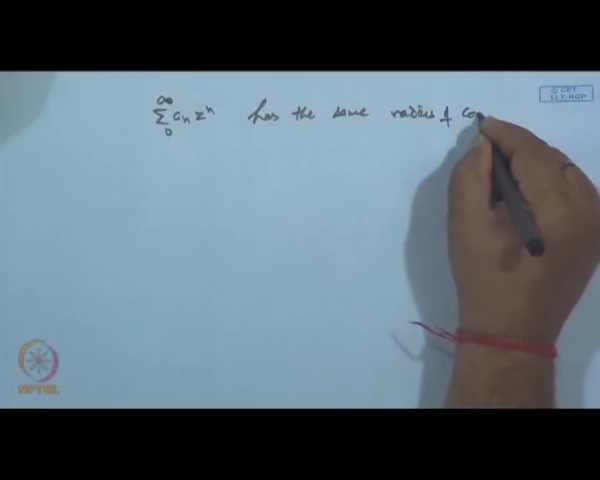 ∞ Σ 0 aₙ zⁿ has the same radius of co
© CET
I.I.T. KGP
NPTEL